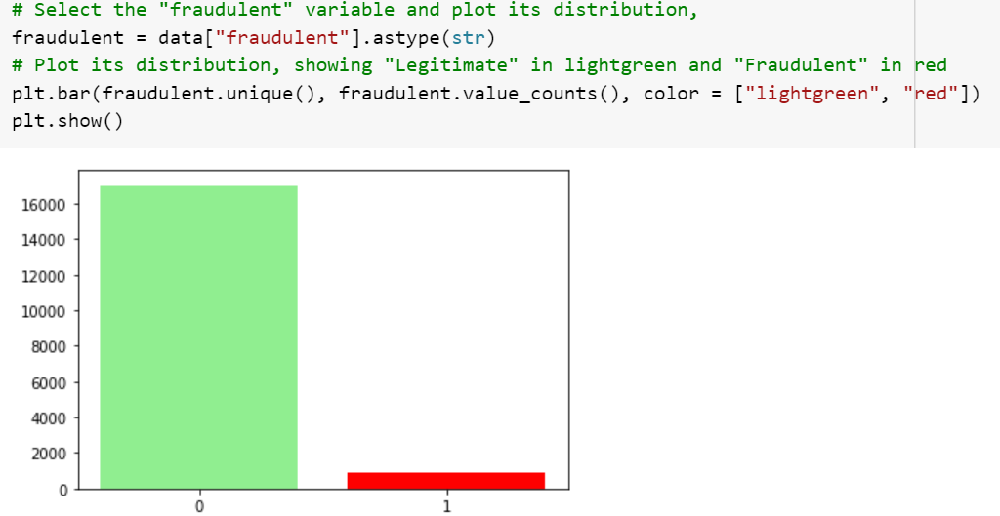 # Select the "fraudulent" variable and plot its distribution,
fraudulent = data["fraudulent"].astype(str)
# Plot its distribution, showing "Legitimate" in lightgreen and "Fraudulent" in red
plt.bar(fraudulent.unique(), fraudulent.value_counts(), color = ["lightgreen", "red"])
plt.show()
16000
14000
12000
10000
8000
6000
4000
2000
0
0 1